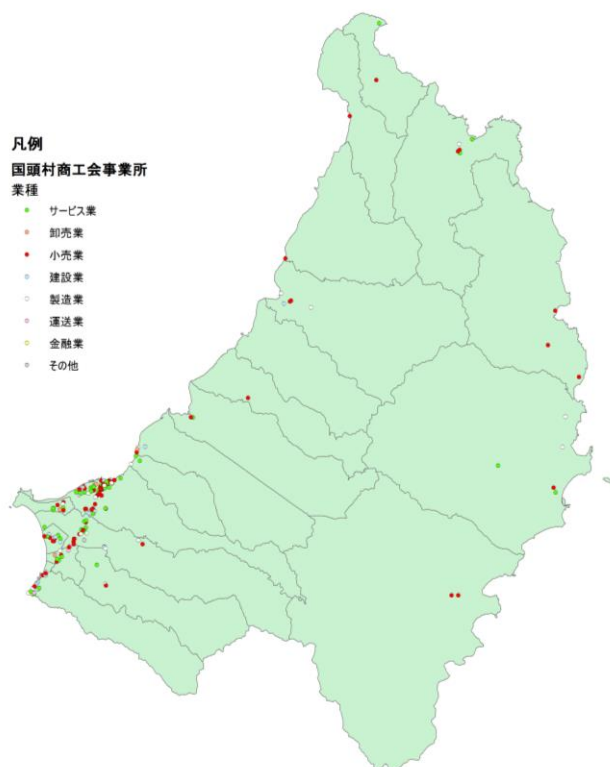 凡例
国頭村商工会事業所
業種
サービス業
卸売業
小売業
建設業
製造業
運送業
金融業
その他